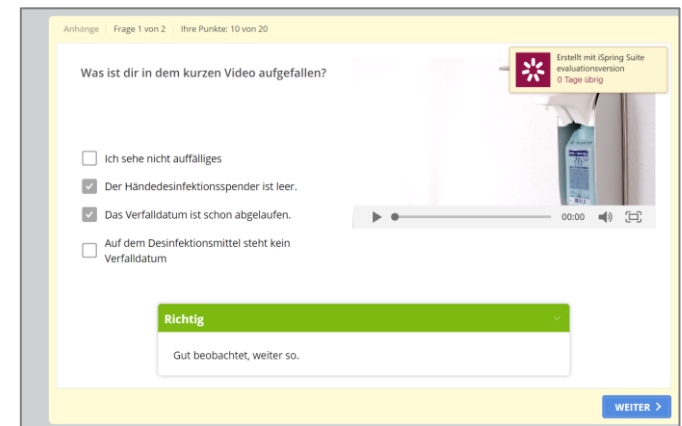 Anhänge | Frage 1 von 2 | Ihre Punkte: 10 von 20
Was ist dir in dem kurzen Video aufgefallen?
Erstellt mit iSpring Suite
evaluationsversion
0 Tage übrig
Ich sehe nicht auffälliges
Der Händedesinfektionsspender ist leer.
Das Verfalldatum ist schon abgelaufen.
Auf dem Desinfektionsmittel steht kein
Verfalldatum
00:00
Richtig
Gut beobachtet, weiter so.
WEITER